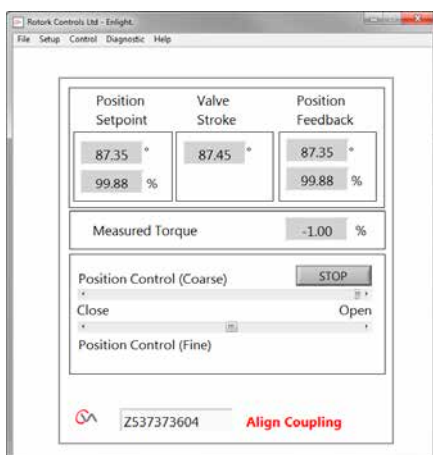 Rotork Controls Ltd - Enlight.
File Setup Control Diagnostic Help
Position Setpoint
Valve Stroke
Position Feedback
87.35 °
87.45 °
87.35 °
99.88 %
99.88 %
Measured Torque
-1.00 %
Position Control (Coarse)
STOP
Close
Open
Position Control (Fine)
Z537373604
Align Coupling